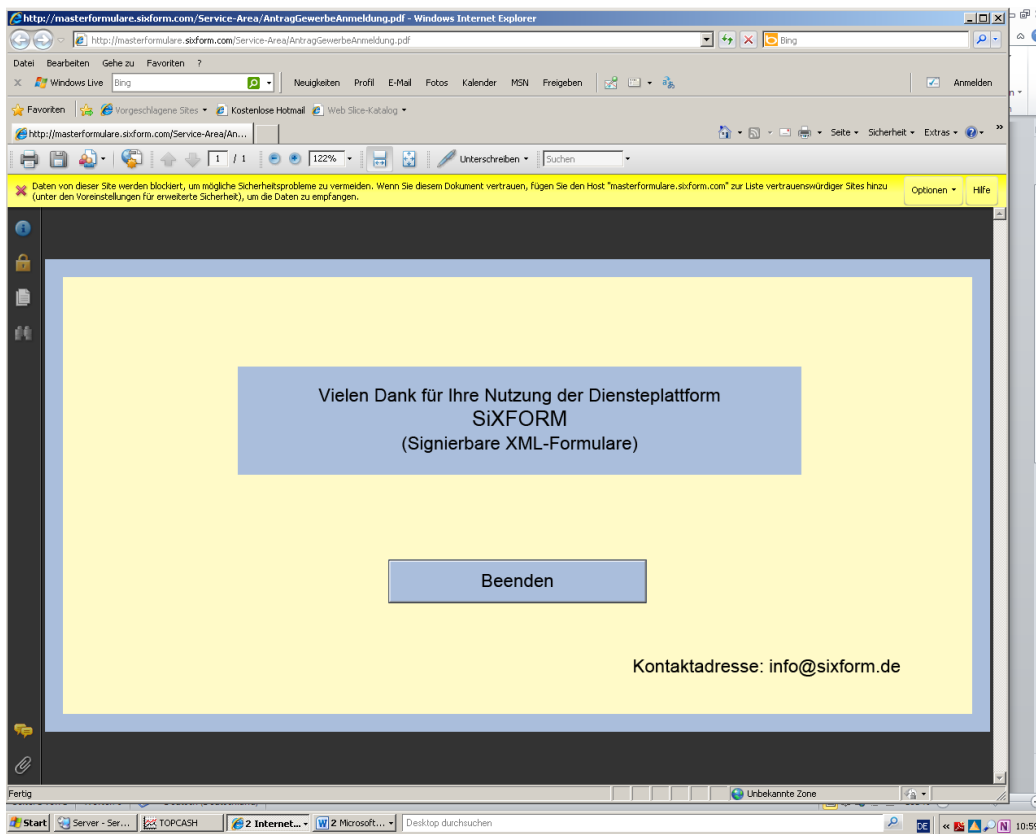 http://masterformulare.sixform.com/Service-Area/AntragGewerbeAnmeldung.pdf - Windows Internet Explorer
http://masterformulare.sixform.com/Service-Area/AntragGewerbeAnmeldung.pdf
Bing
Datei Bearbeiten Gehe zu Favoriten ?
Windows Live Bing Neuigkeiten Profil E-Mail Fotos Kalender MSN Freigeben Anmelden
Favoriten Vorgeschlagene Sites Kostenlose Hotmail Web Slice-Katalog
http://masterformulare.sixform.com/Service-Area/An... Seite Sicherheit Extras
1 / 1 122% Unterschreiben Suchen
Daten von dieser Site werden blockiert, um mögliche Sicherheitsprobleme zu vermeiden. Wenn Sie diesem Dokument vertrauen, fügen Sie den Host "masterformulare.sixform.com" zur Liste vertrauenswürdiger Sites hinzu
(unter den Voreinstellungen für erweiterte Sicherheit), um die Daten zu empfangen.
Optionen Hilfe
Vielen Dank für Ihre Nutzung der Diensteplattform
SiXFORM
(Signierbare XML-Formulare)
Beenden
Kontaktadresse: info@sixform.de
Fertig Unbekannte Zone
Start Server - Ser... TOPCASH 2 Internet... 2 Microsoft... Desktop durchsuchen DE